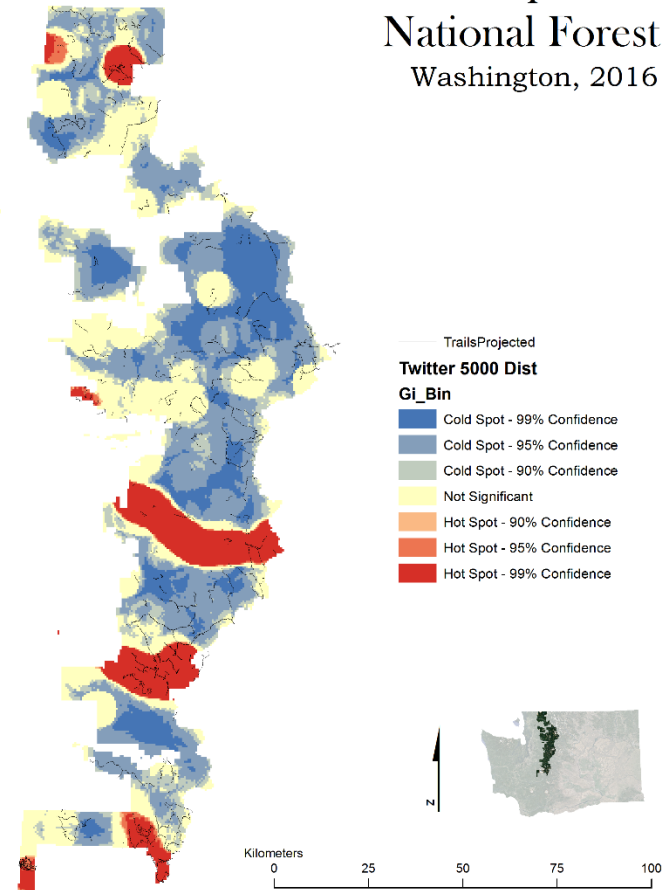 National Forest
Washington, 2016
TrailsProjected
Twitter 5000 Dist
Gi_Bin
Cold Spot - 99% Confidence
Cold Spot - 95% Confidence
Cold Spot - 90% Confidence
Not Significant
Hot Spot - 90% Confidence
Hot Spot - 95% Confidence
Hot Spot - 99% Confidence
N
Kilometers
0 25 50 75 100